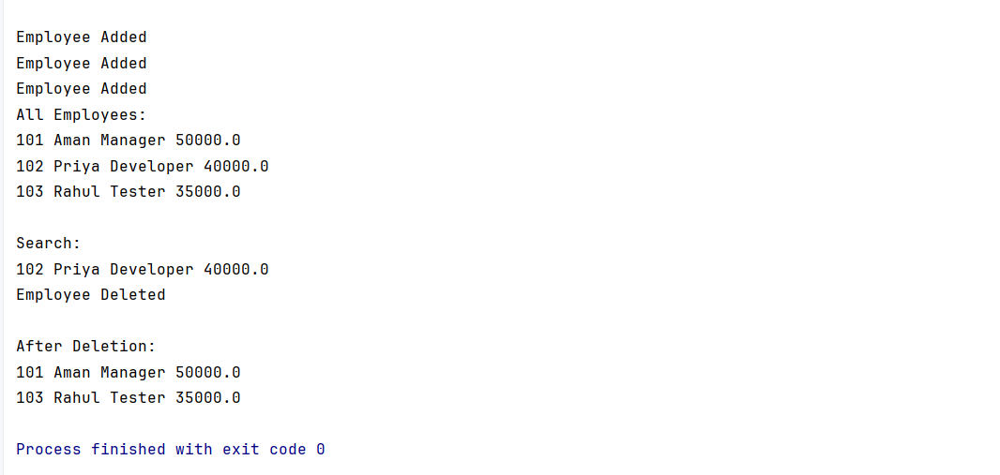 Employee Added
Employee Added
Employee Added
All Employees:
101 Aman Manager 50000.0
102 Priya Developer 40000.0
103 Rahul Tester 35000.0
Search:
102 Priya Developer 40000.0
Employee Deleted
After Deletion:
101 Aman Manager 50000.0
103 Rahul Tester 35000.0
Process finished with exit code 0